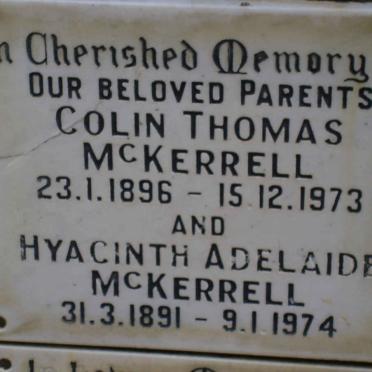 In Cherished Memory
OUR BELOVED PARENTS
COLIN THOMAS
MCKERRELL
23.1.1896 - 15.12.1973
AND
HYACINTH ADELAIDE
MCKERRELL
31.3.1891 - 9.1.1974